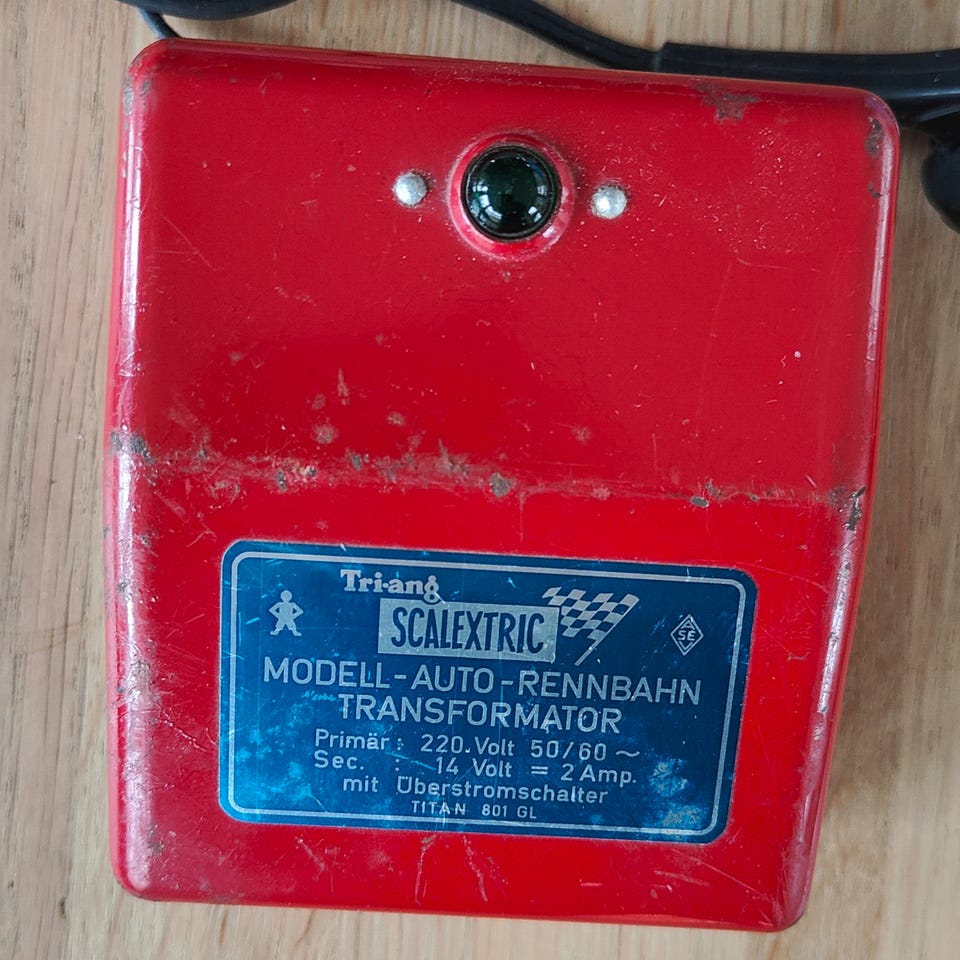 Tri-ang
SCALEXTRIC
ASE
MODELL-AUTO-RENNBAHN
TRANSFORMATOR
Primär: 220.Volt 50/60 ~
Sec. : 14 Volt = 2 Amp.
mit Überstromschalter
TITAN 801 GL